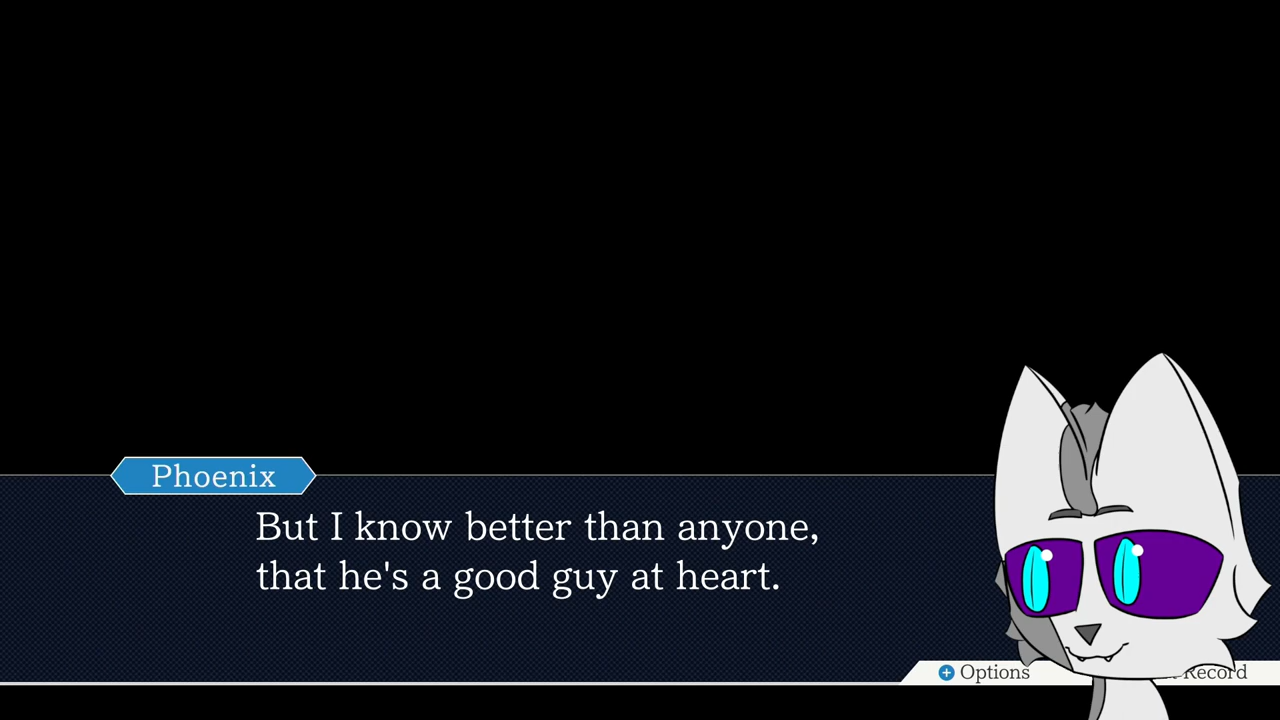 Phoenix
But I know better than anyone,
that he's a good guy at heart.
Options
Record